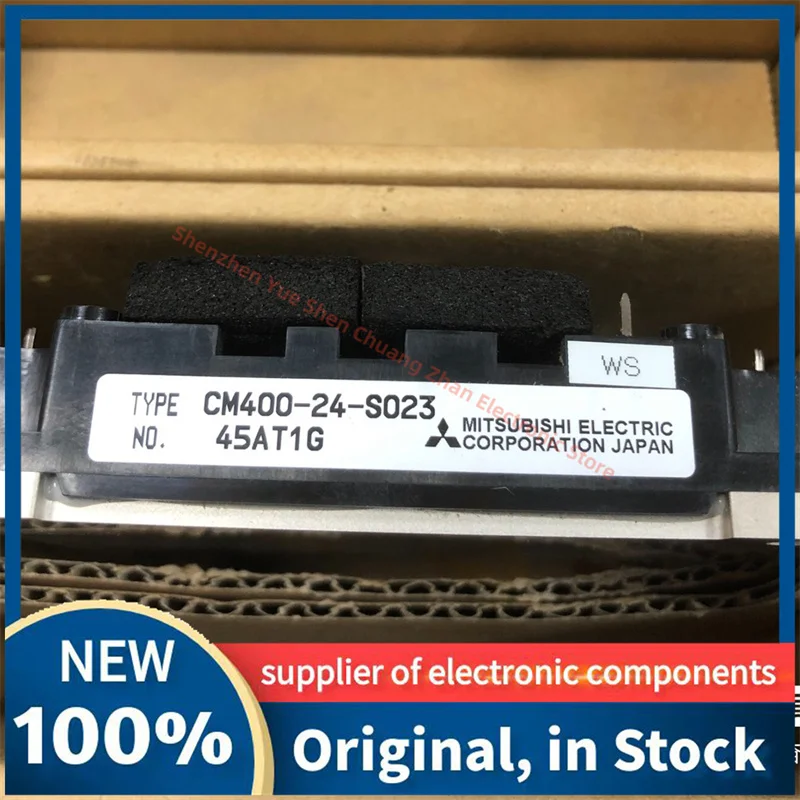 Shenzhen Yue Shen Chuang Zhan Electronic Store
WS
TYPE CM400-24-S023
NO. 45AT1G
MITSUBISHI ELECTRIC
CORPORATION JAPAN
NEW
100%
supplier of electronic components
Original, in Stock